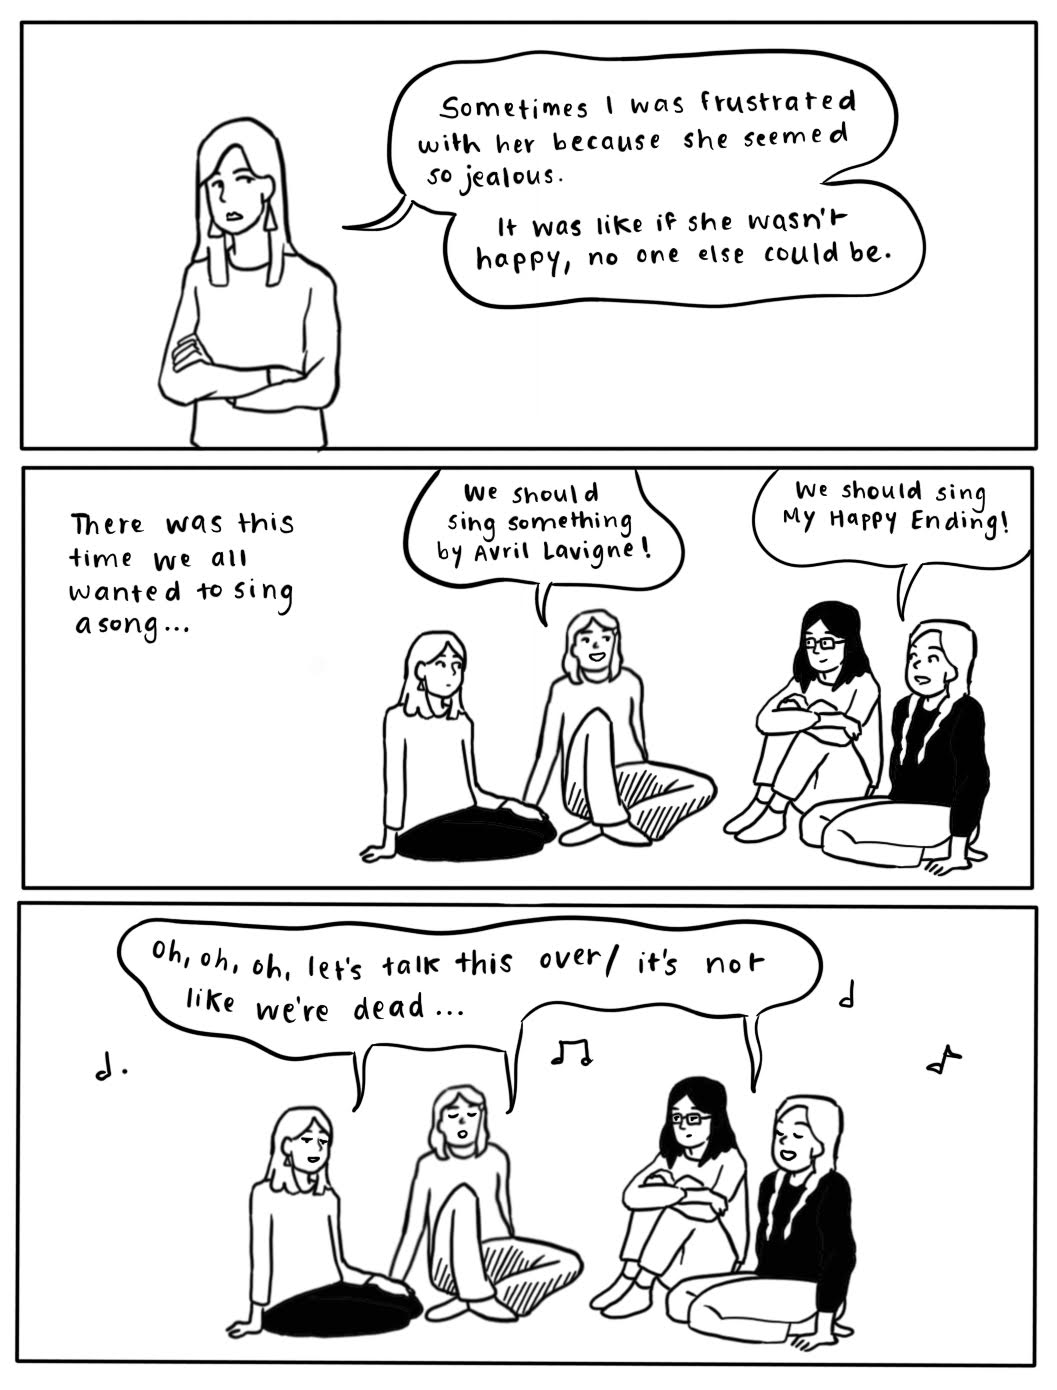 Sometimes I was frustrated
with her because she seemed
so jealous.
It was like if she wasn't
happy, no one else could be.
There was this
time we all
wanted to sing
a song...
We should
sing something
by Avril Lavigne!
We should sing
My Happy Ending!
Oh, oh, oh, let's talk this over/ it's not
like we're dead...